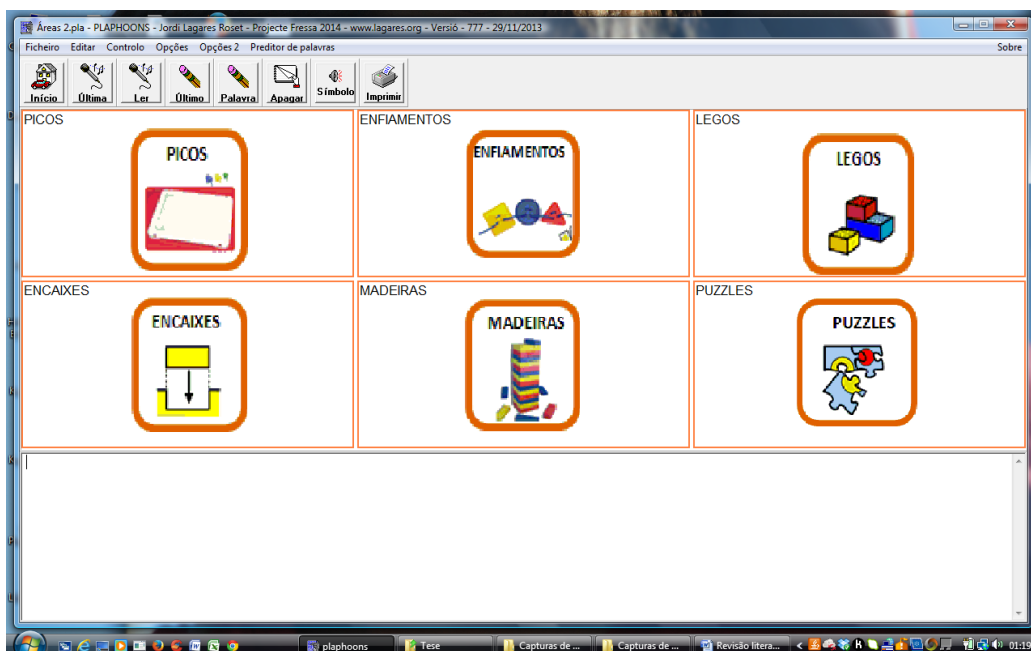 Áreas 2.pla - PLAPHOONS - Jordi Lagares Roset - Projecte Fressa 2014 - www.lagares.org - Versió - 777 - 29/11/2013
Ficheiro Editar Controlo Opções Opções 2 Preditor de palavras Sobre
Início Última Ler Último Palavra Apagar Símbolo Imprimir
PICOS ENFIAMENTOS LEGOS
PICOS ENFIAMENTOS LEGOS
ENCAIXES MADEIRAS PUZZLES
ENCAIXES MADEIRAS PUZZLES
plaphoons Tese Capturas de ... Capturas de ... Revisão litera... 01:19